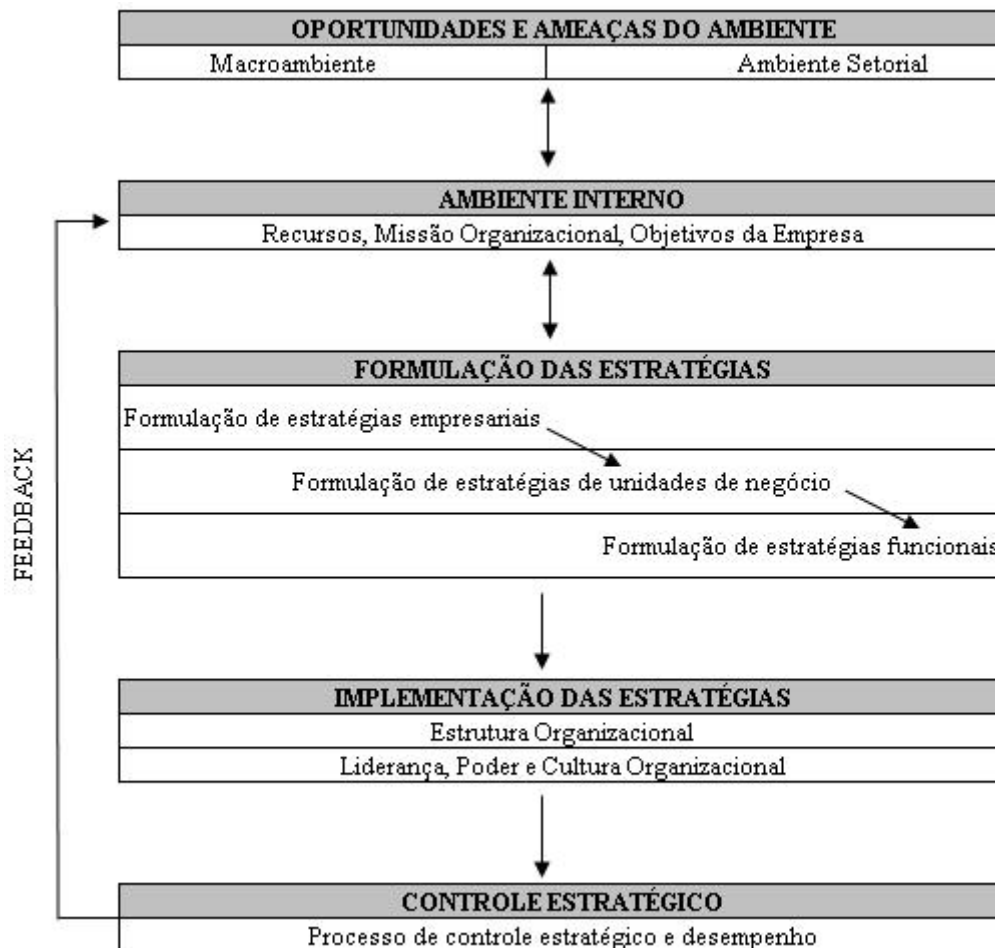 OPORTUNIDADES E AMEAÇAS DO AMBIENTE
Macroambiente
Ambiente Setorial
AMBIENTE INTERNO
Recursos, Missão Organizacional, Objetivos da Empresa
FORMULAÇÃO DAS ESTRATÉGIAS
Formulação de estratégias empresariais
Formulação de estratégias de unidades de negócio
Formulação de estratégias funcionais
FEEDBACK
IMPLEMENTAÇÃO DAS ESTRATÉGIAS
Estrutura Organizacional
Liderança, Poder e Cultura Organizacional
CONTROLE ESTRATÉGICO
Processo de controle estratégico e desempenho